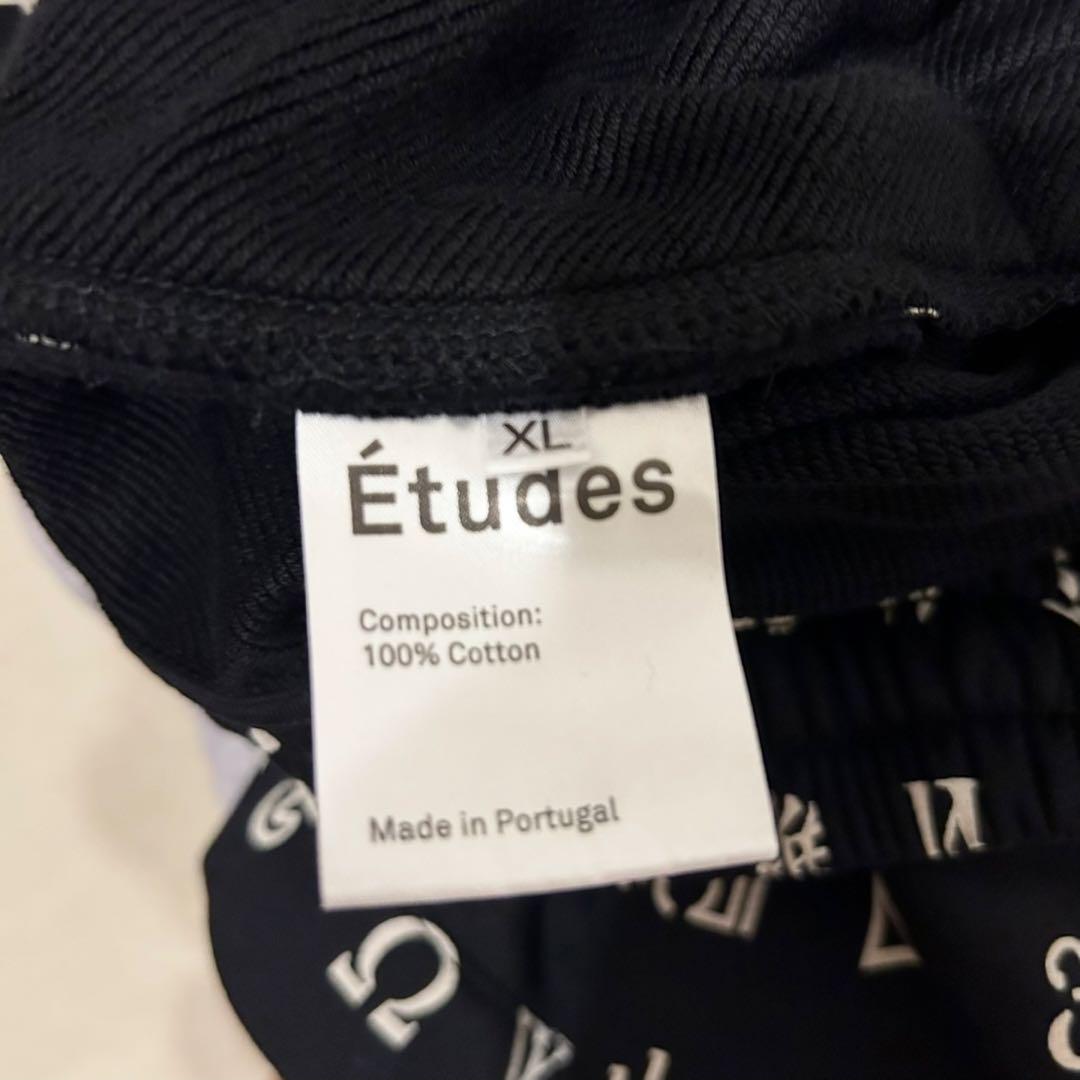 XL
Études
Composition:
100% Cotton
Made in Portugal
Ω